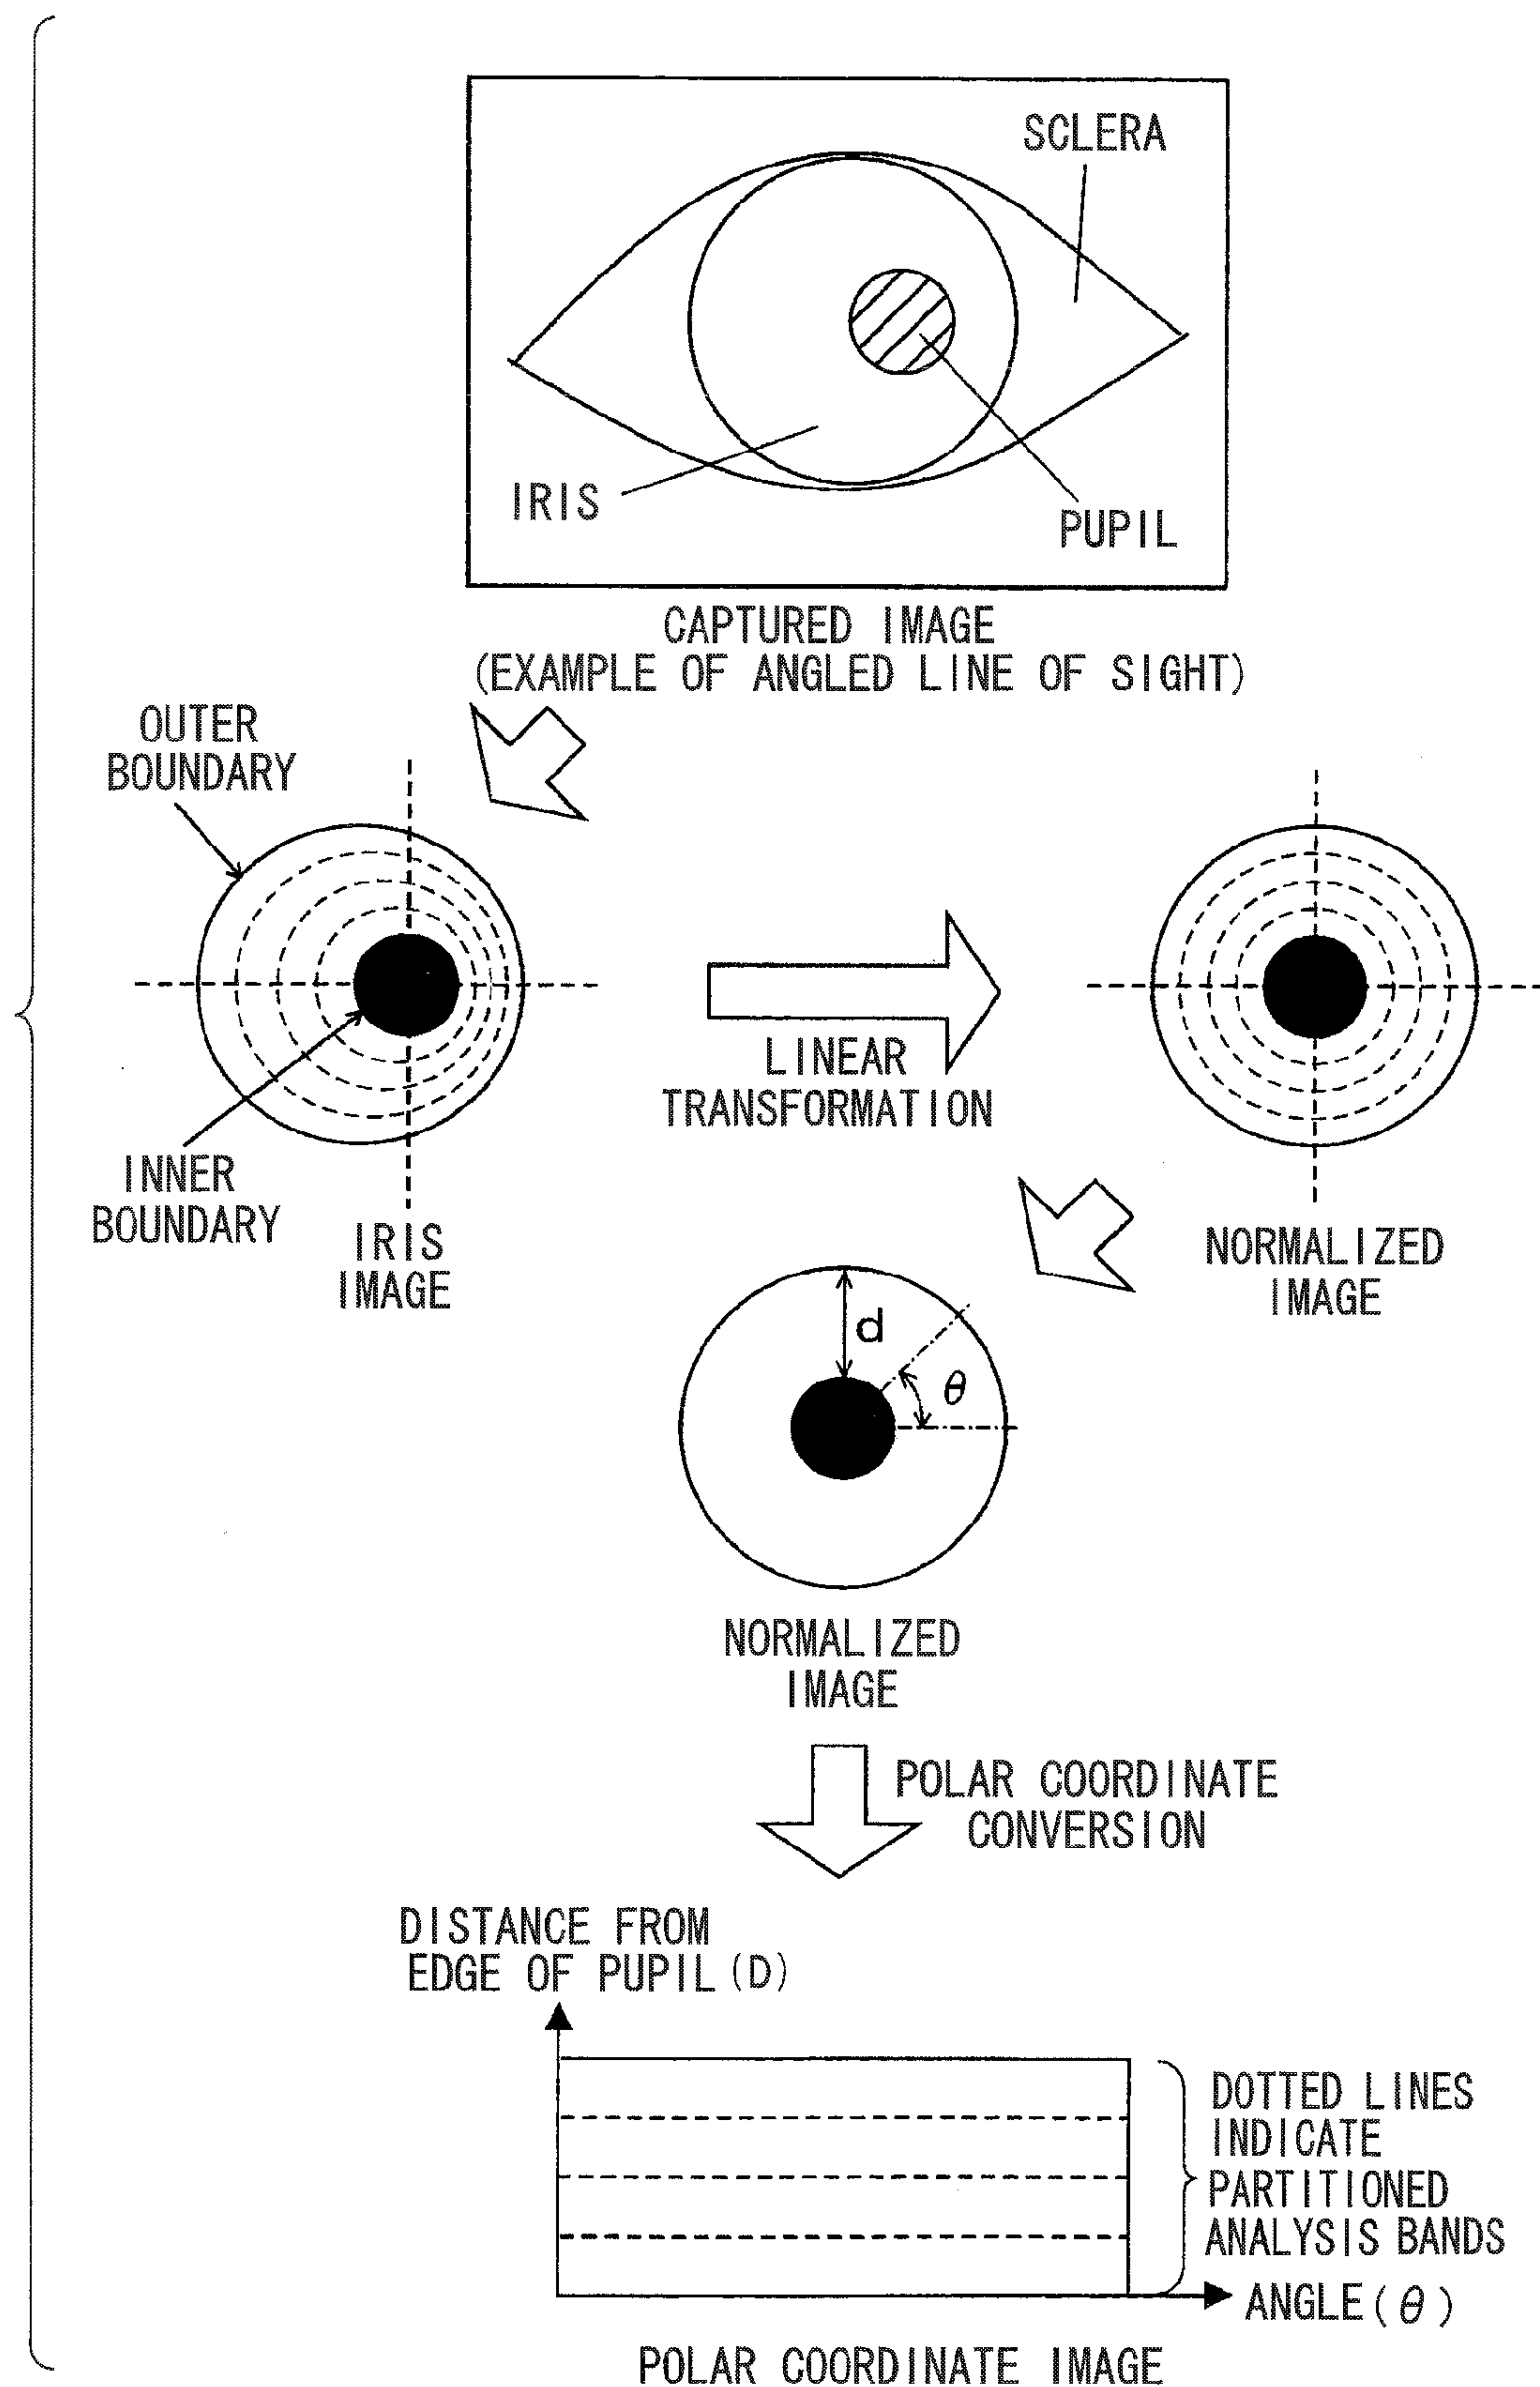 SCLERA
IRIS
PUPIL
CAPTURED IMAGE
(EXAMPLE OF ANGLED LINE OF SIGHT)
OUTER
BOUNDARY
LINEAR
TRANSFORMATION
INNER
BOUNDARY
IRIS
IMAGE
NORMALIZED
IMAGE
d
θ
NORMALIZED
IMAGE
POLAR COORDINATE
CONVERSION
DISTANCE FROM
EDGE OF PUPIL (D)
DOTTED LINES
INDICATE
PARTITIONED
ANALYSIS BANDS
ANGLE (θ)
POLAR COORDINATE IMAGE